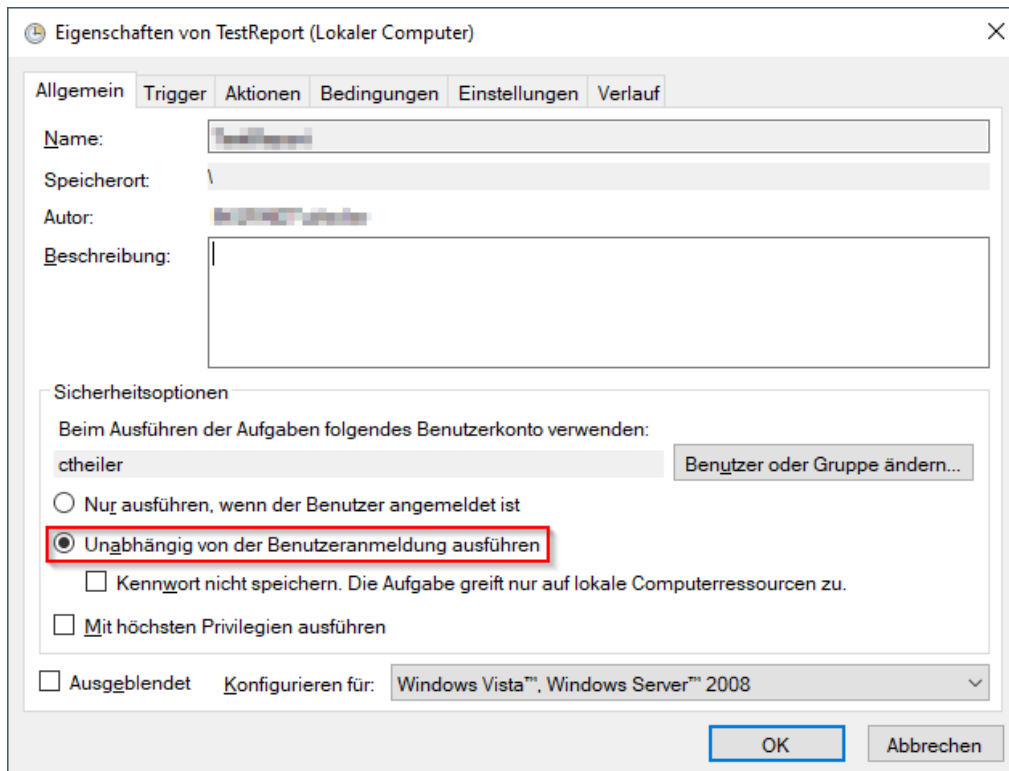 Eigenschaften von TestReport (Lokaler Computer)
Allgemein Trigger Aktionen Bedingungen Einstellungen Verlauf
Name:
Speicherort: \
Autor:
Beschreibung:
Sicherheitsoptionen
Beim Ausführen der Aufgaben folgendes Benutzerkonto verwenden:
ctheiler Benutzer oder Gruppe ändern...
Nur ausführen, wenn der Benutzer angemeldet ist
Unabhängig von der Benutzeranmeldung ausführen
Kennwort nicht speichern. Die Aufgabe greift nur auf lokale Computerressourcen zu.
Mit höchsten Privilegien ausführen
Ausgeblendet Konfigurieren für: Windows Vista™, Windows Server™ 2008
OK Abbrechen